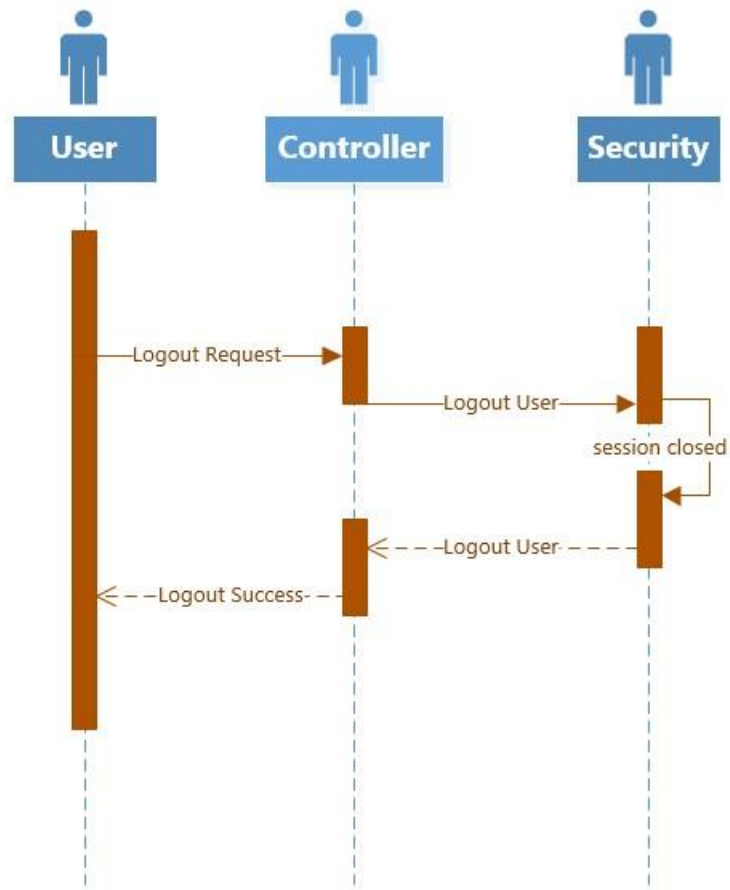 User
Controller
Security
Logout Request
Logout User
session closed
Logout User
Logout Success